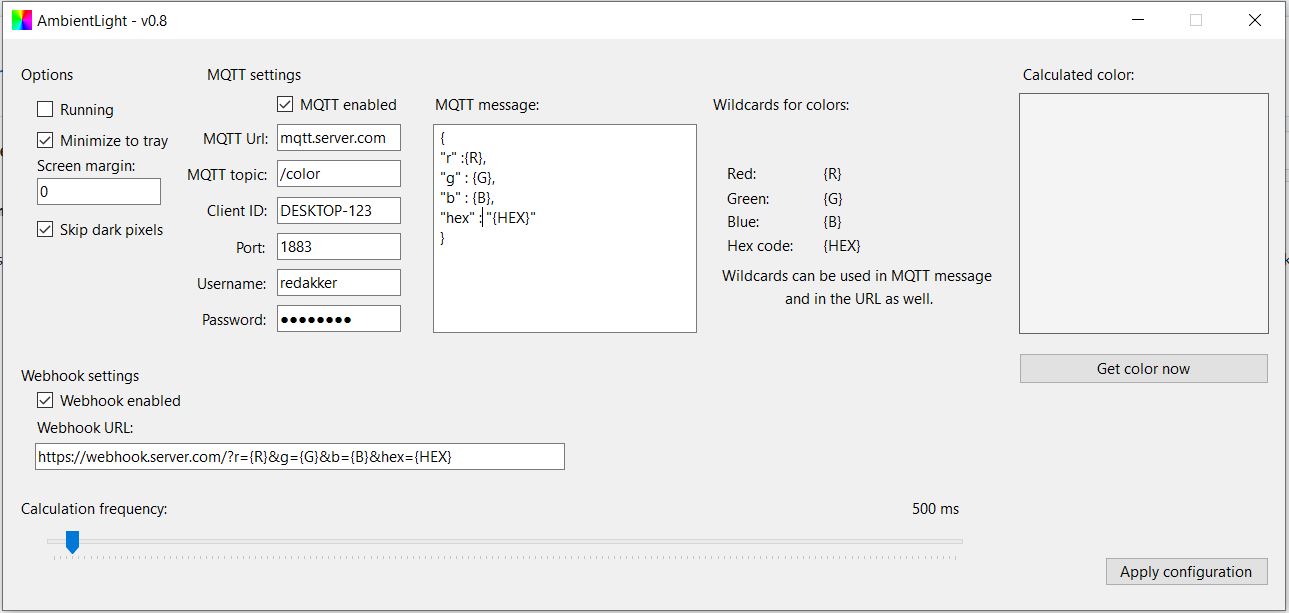 AmbientLight - v0.8
Options
Running
Minimize to tray
Screen margin:
0
Skip dark pixels
MQTT settings
MQTT enabled
MQTT Url: mqtt.server.com
MQTT topic: /color
Client ID: DESKTOP-123
Port: 1883
Username: redakker
Password: ●●●●●●●●
MQTT message:
{
"r" :{R},
"g" : {G},
"b" : {B},
"hex" : "{HEX}"
}
Wildcards for colors:
Red: {R}
Green: {G}
Blue: {B}
Hex code: {HEX}
Wildcards can be used in MQTT message
and in the URL as well.
Calculated color:
Get color now
Webhook settings
Webhook enabled
Webhook URL:
https://webhook.server.com/?r={R}&g={G}&b={B}&hex={HEX}
Calculation frequency: 500 ms
Apply configuration